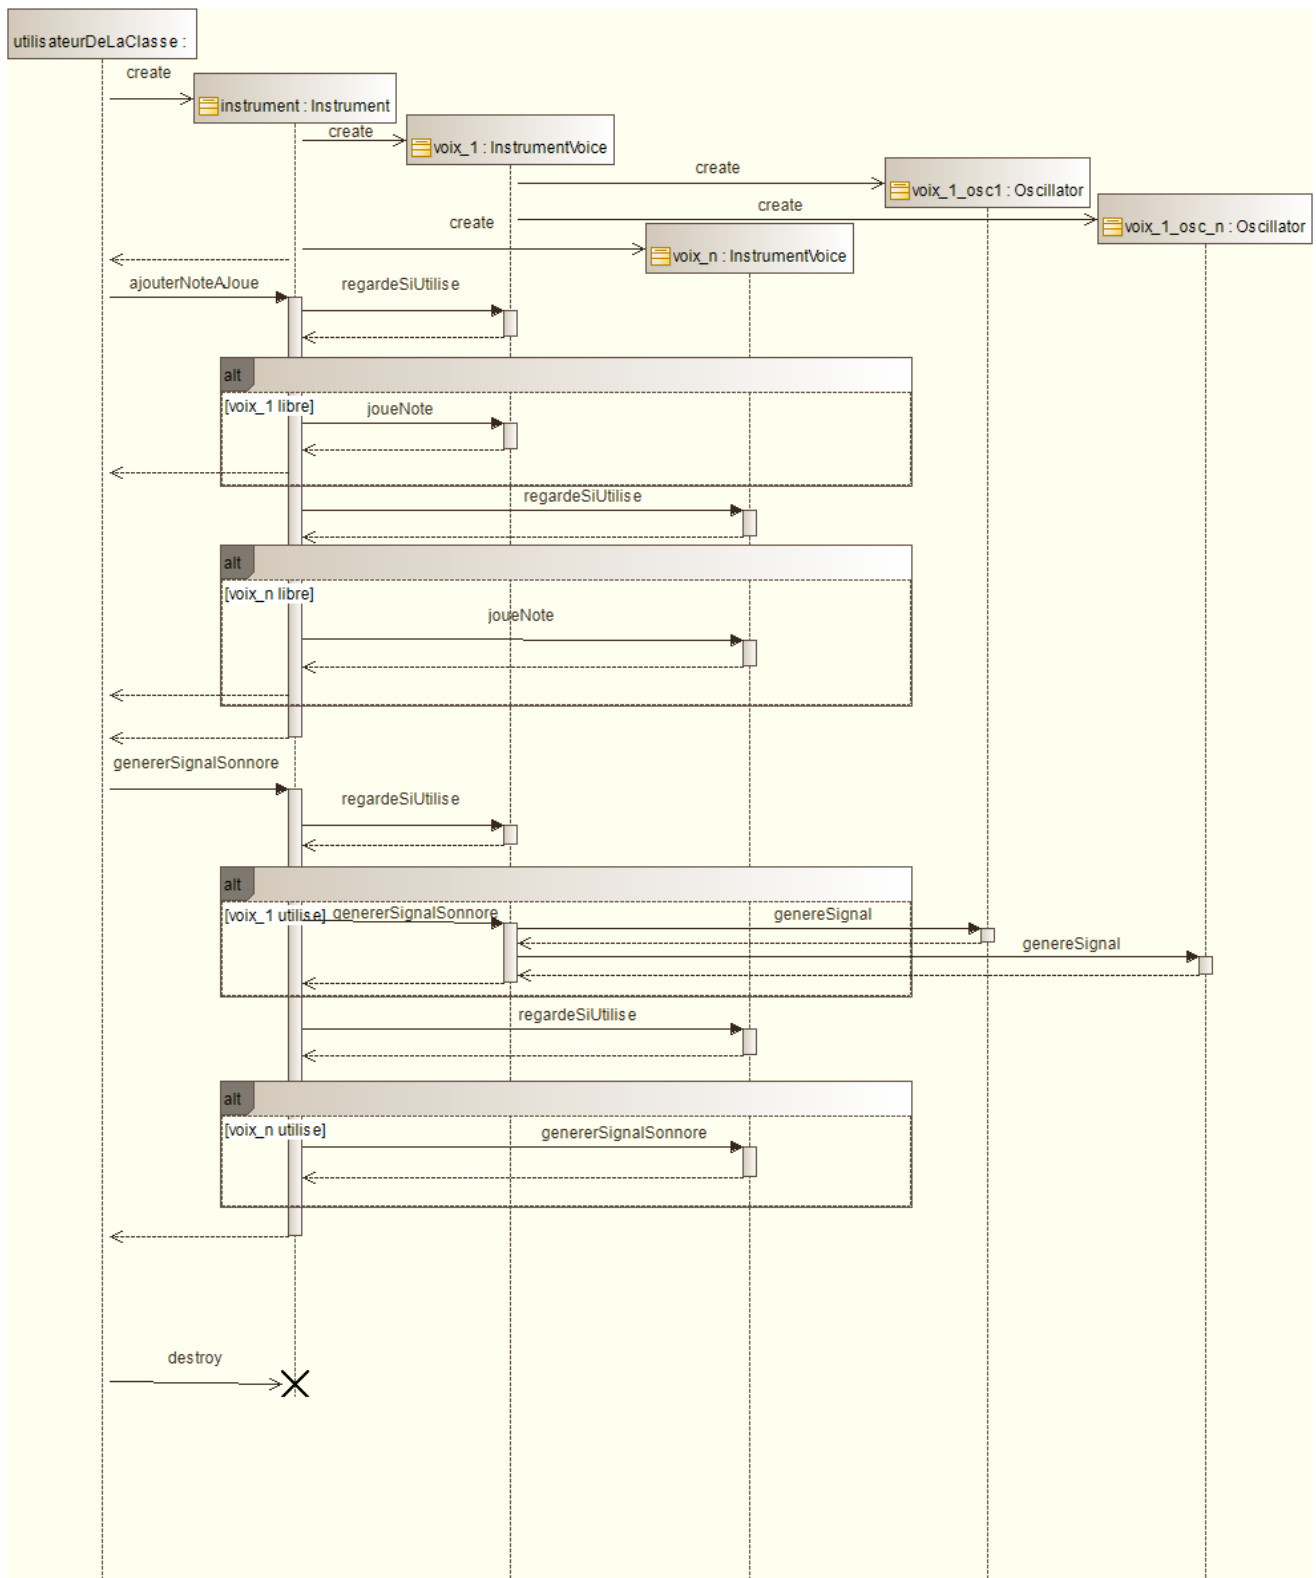 utilisateurDeLaClasse :
create
instrument : Instrument
create
voix_1 : InstrumentVoice
create
voix_1_osc1 : Oscillator
create
voix_1_osc_n : Oscillator
create
voix_n : InstrumentVoice
ajouterNoteAJoue
regardeSiUtilise
alt
[voix_1 libre]
joueNote
regardeSiUtilise
alt
[voix_n libre]
joueNote
genererSignalSonnore
regardeSiUtilise
alt
[voix_1 utilise]
genererSignalSonnore
genereSignal
genereSignal
regardeSiUtilise
alt
[voix_n utilise]
genererSignalSonnore
destroy